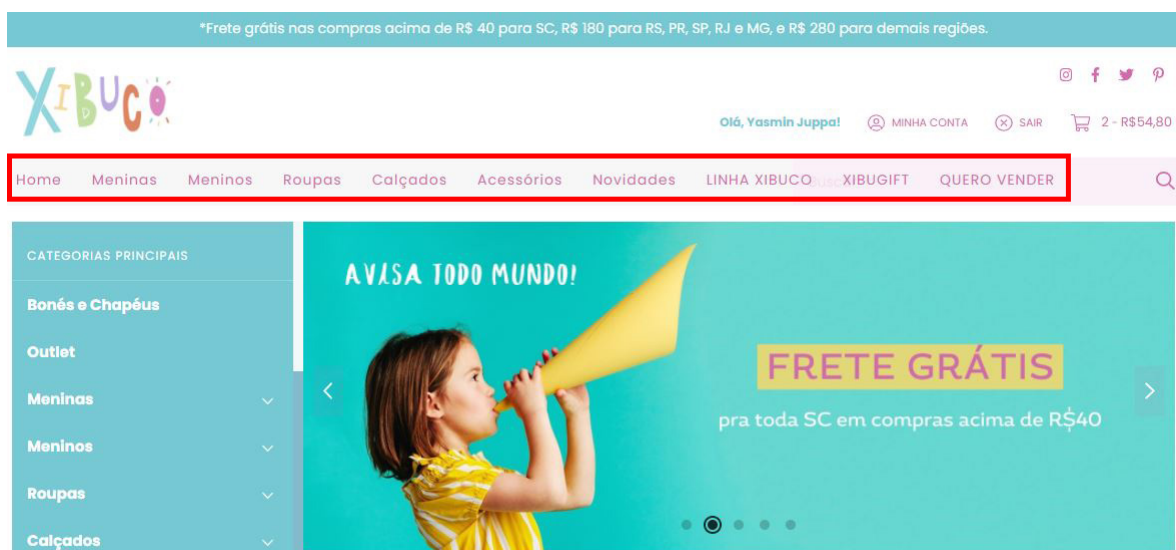 *Frete grátis nas compras acima de R$ 40 para SC, R$ 180 para RS, PR, SP, RJ e MG, e R$ 280 para demais regiões.
XIBUCO
Olá, Yasmin Juppa! MINHA CONTA SAIR 2 - R$54,80
Home Meninas Meninos Roupas Calçados Acessórios Novidades LINHA XIBUCO XIBUGIFT QUERO VENDER
CATEGORIAS PRINCIPAIS
Bonés e Chapéus
Outlet
Meninas
Meninos
Roupas
Calçados
AVISA TODO MUNDO!
FRETE GRÁTIS
pra toda SC em compras acima de R$40